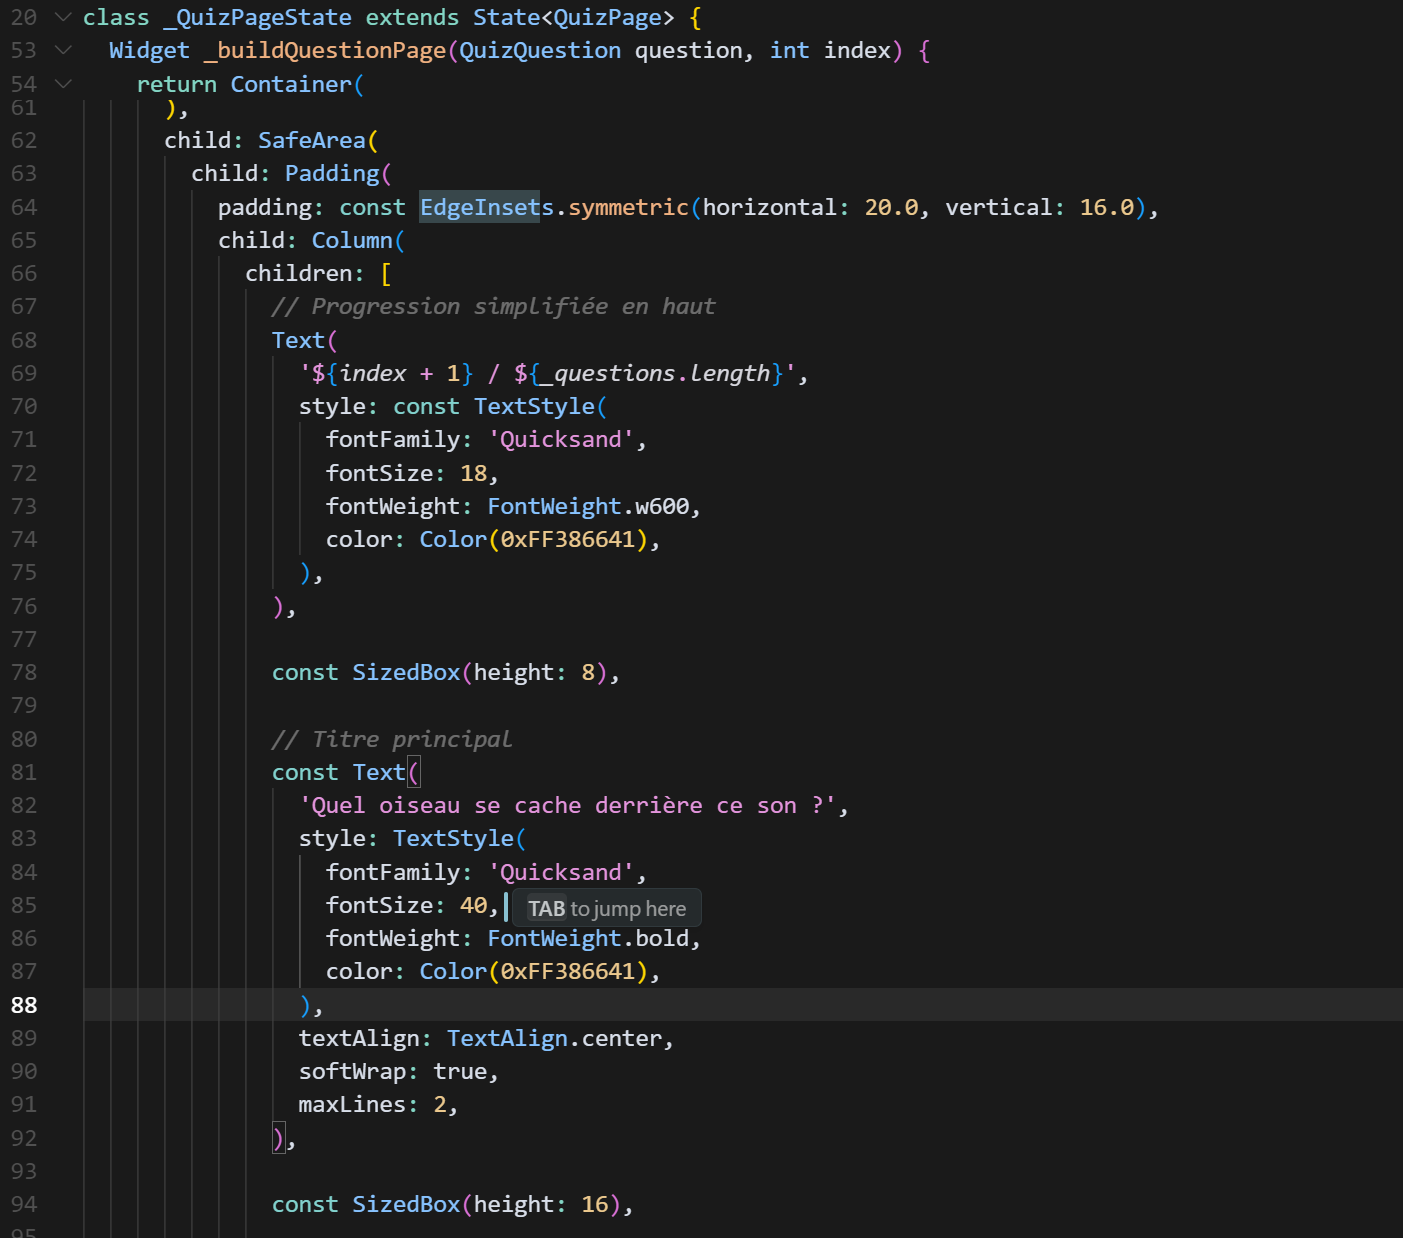 20 class _QuizPageState extends State<QuizPage> {
53 Widget _buildQuestionPage(QuizQuestion question, int index) {
54 return Container(
61 ),
62 child: SafeArea(
63 child: Padding(
64 padding: const EdgeInsets.symmetric(horizontal: 20.0, vertical: 16.0),
65 child: Column(
66 children: [
67 // Progression simplifiée en haut
68 Text(
69 '${index + 1} / ${_questions.length}',
70 style: const TextStyle(
71 fontFamily: 'Quicksand',
72 fontSize: 18,
73 fontWeight: FontWeight.w600,
74 color: Color(0xFF386641),
75 ),
76 ),
77
78 const SizedBox(height: 8),
79
80 // Titre principal
81 const Text(
82 'Quel oiseau se cache derrière ce son ?',
83 style: TextStyle(
84 fontFamily: 'Quicksand',
85 fontSize: 40, TAB to jump here
86 fontWeight: FontWeight.bold,
87 color: Color(0xFF386641),
88 ),
89 textAlign: TextAlign.center,
90 softWrap: true,
91 maxLines: 2,
92 ),
93
94 const SizedBox(height: 16),
95